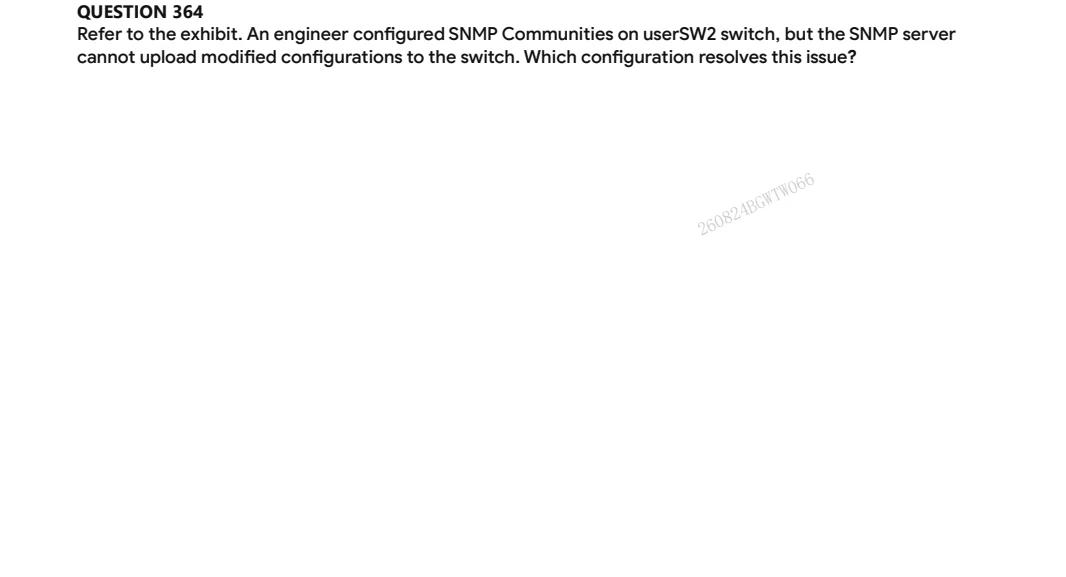 QUESTION 364
Refer to the exhibit. An engineer configured SNMP Communities on userSW2 switch, but the SNMP server
cannot upload modified configurations to the switch. Which configuration resolves this issue?
260824BGWTW066